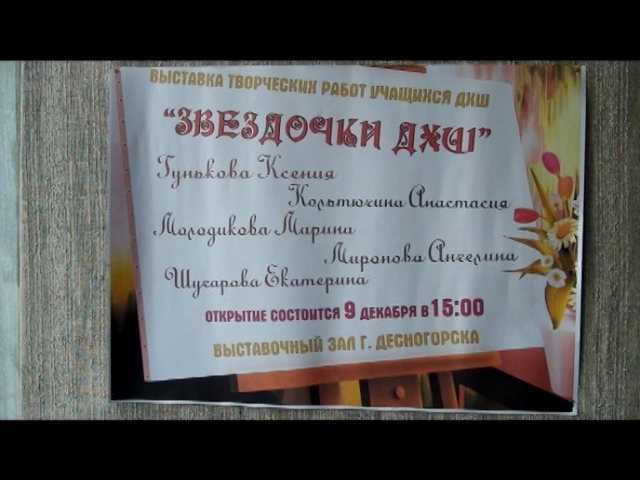 ВЫСТАВКА ТВОРЧЕСКИХ РАБОТ УЧАЩИХСЯ ДХШ
"ЗВЕЗДОЧКИ ДХШ"
Гунькова Ксения
Кольтюхина Анастасия
Молодикова Марина
Миронова Ангелина
Шугарова Екатерина
ОТКРЫТИЕ СОСТОИТСЯ 9 ДЕКАБРЯ В 15:00
ВЫСТАВОЧНЫЙ ЗАЛ Г. ДЕСНОГОРСКА